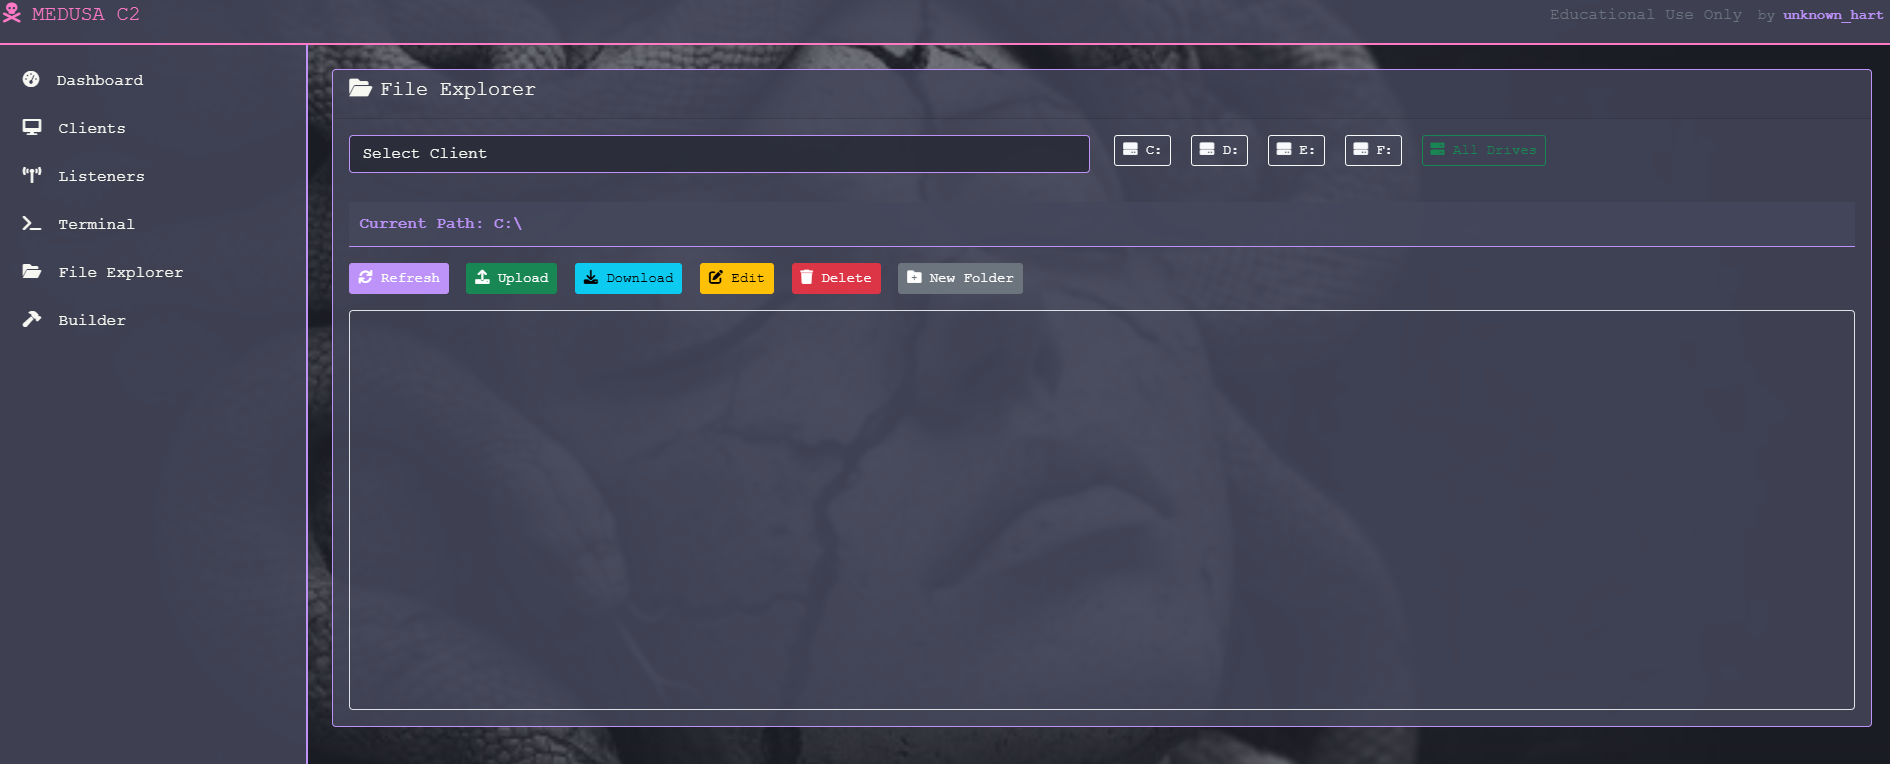 MEDUSA C2
Educational Use Only by unknown_hart
Dashboard
Clients
Listeners
Terminal
File Explorer
Builder
File Explorer
Select Client
C: D: E: F: All Drives
Current Path: C:\
Refresh Upload Download Edit Delete New Folder